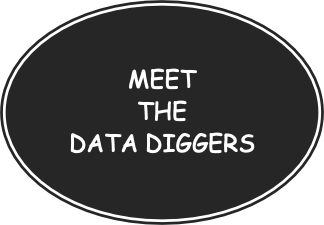 MEET
THE
DATA DIGGERS